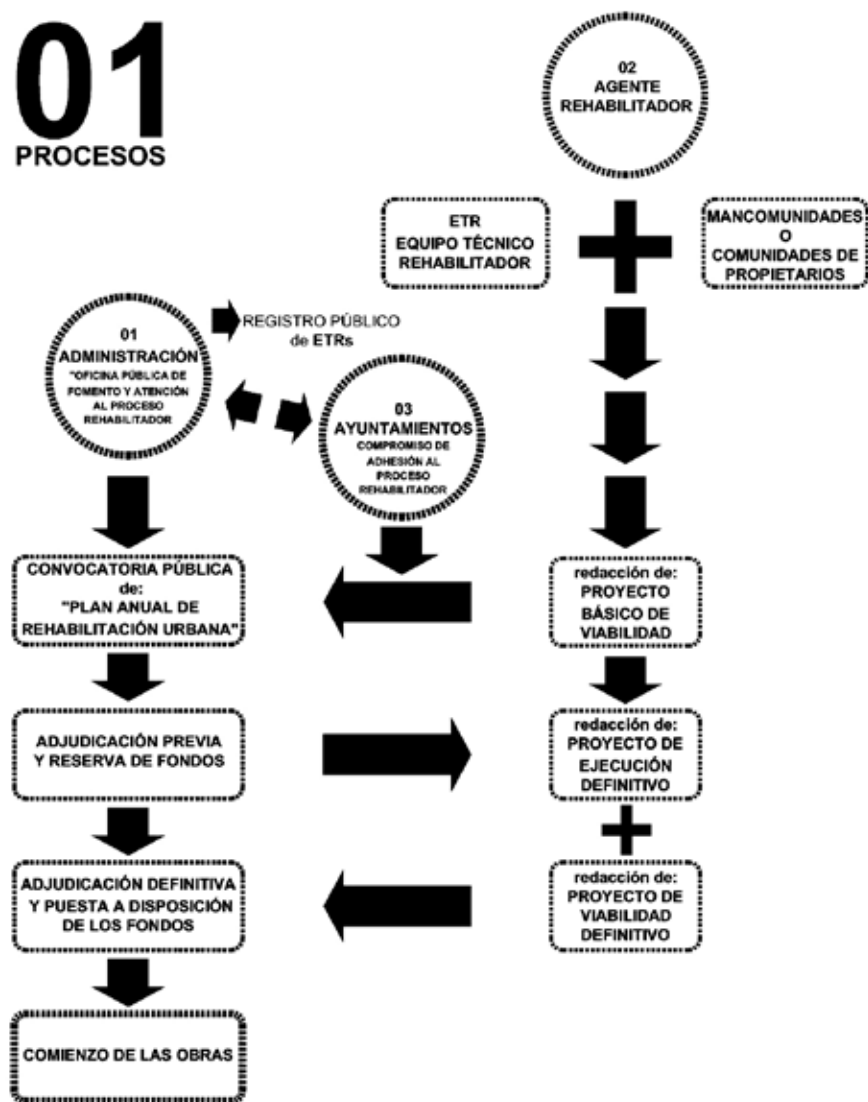 01
PROCESOS
02
AGENTE
REHABILITADOR
ETR
EQUIPO TÉCNICO
REHABILITADOR
MANCOMUNIDADES
O
COMUNIDADES DE
PROPIETARIOS
REGISTRO PÚBLICO
de ETRs
01
ADMINISTRACIÓN
"OFICINA PÚBLICA DE
FOMENTO Y ATENCIÓN
AL PROCESO
REHABILITADOR
03
AYUNTAMIENTOS
COMPROMISO DE
ADHESIÓN AL
PROCESO
REHABILITADOR
CONVOCATORIA PÚBLICA
de:
"PLAN ANUAL DE
REHABILITACIÓN URBANA"
redacción de:
PROYECTO
BÁSICO DE
VIABILIDAD
ADJUDICACIÓN PREVIA
Y RESERVA DE FONDOS
redacción de:
PROYECTO DE
EJECUCIÓN
DEFINITIVO
ADJUDICACIÓN DEFINITIVA
Y PUESTA A DISPOSICIÓN
DE LOS FONDOS
redacción de:
PROYECTO DE
VIABILIDAD
DEFINITIVO
COMIENZO DE LAS OBRAS